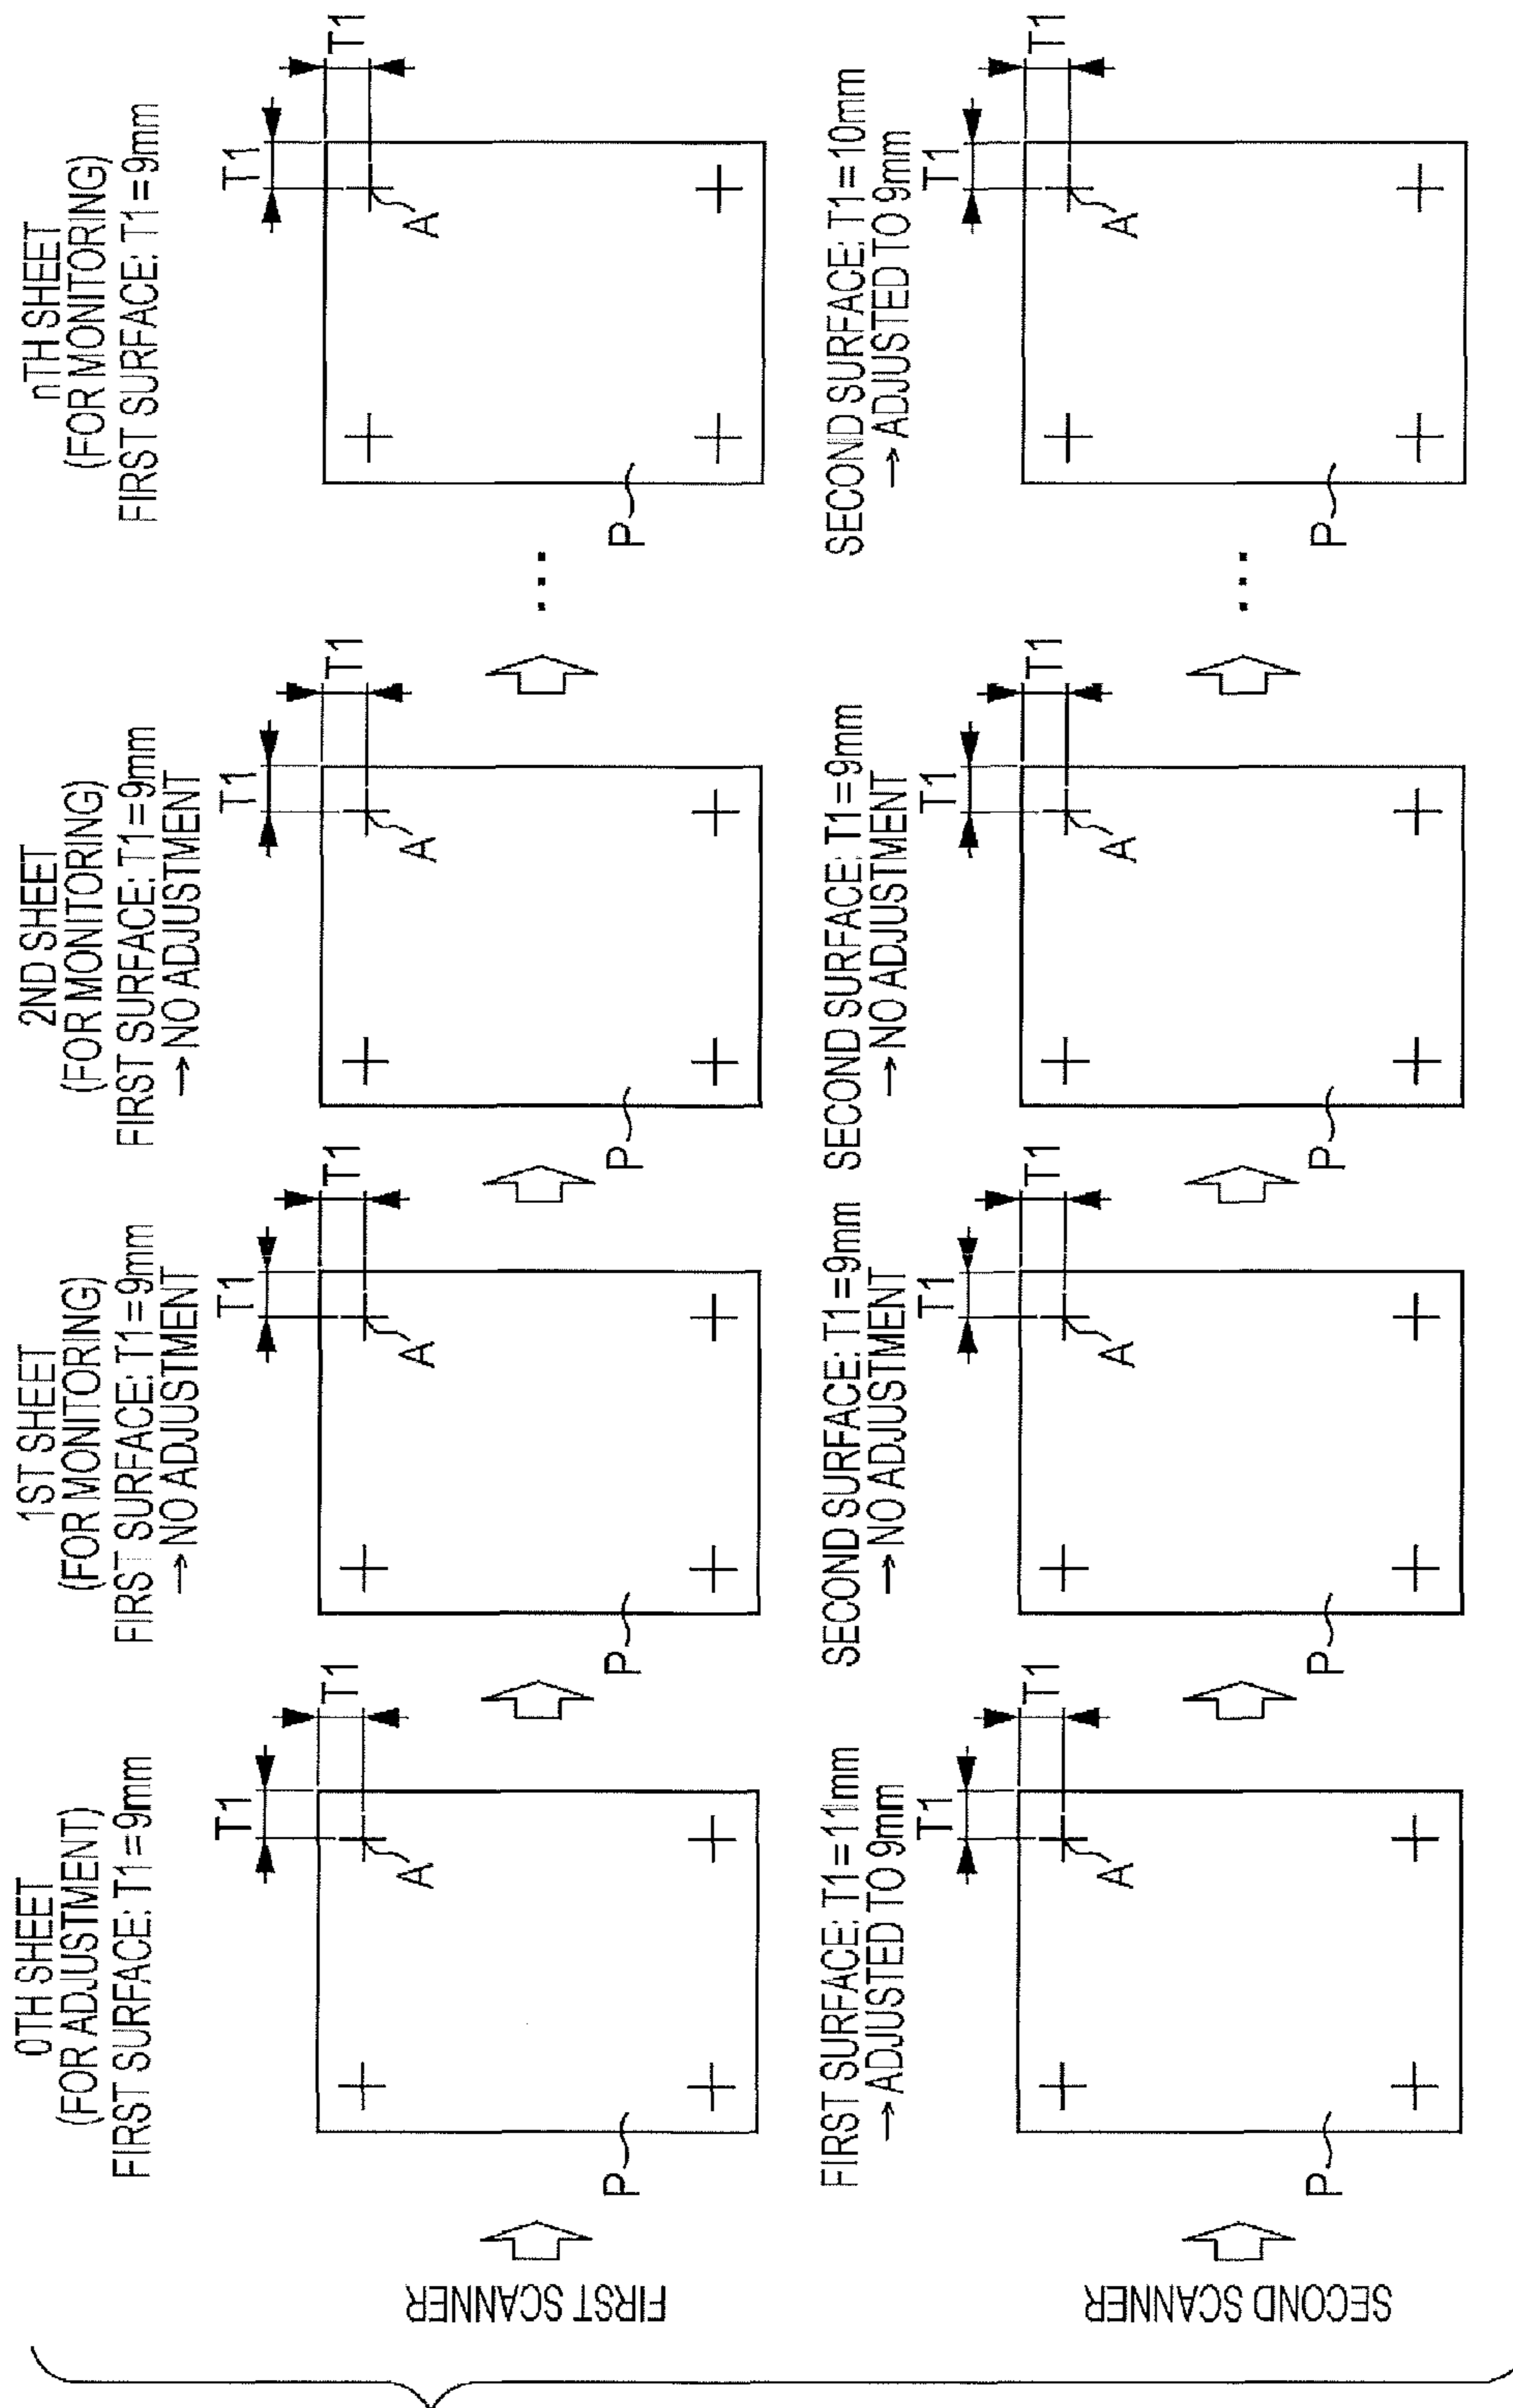 FIRST SCANNER
0TH SHEET
(FOR ADJUSTMENT)
FIRST SURFACE: T1=9mm
T1
T1
A
P
1ST SHEET
(FOR MONITORING)
FIRST SURFACE: T1=9mm
→ NO ADJUSTMENT
T1
T1
A
P
2ND SHEET
(FOR MONITORING)
FIRST SURFACE: T1=9mm
→ NO ADJUSTMENT
T1
T1
A
P
...
nTH SHEET
(FOR MONITORING)
FIRST SURFACE: T1=9mm
T1
T1
A
P
SECOND SCANNER
FIRST SURFACE: T1=11mm
→ ADJUSTED TO 9mm
T1
T1
A
P
SECOND SURFACE: T1=9mm
→ NO ADJUSTMENT
T1
T1
A
P
SECOND SURFACE: T1=9mm
→ NO ADJUSTMENT
T1
T1
A
P
...
SECOND SURFACE: T1=10mm
→ ADJUSTED TO 9mm
T1
T1
A
P